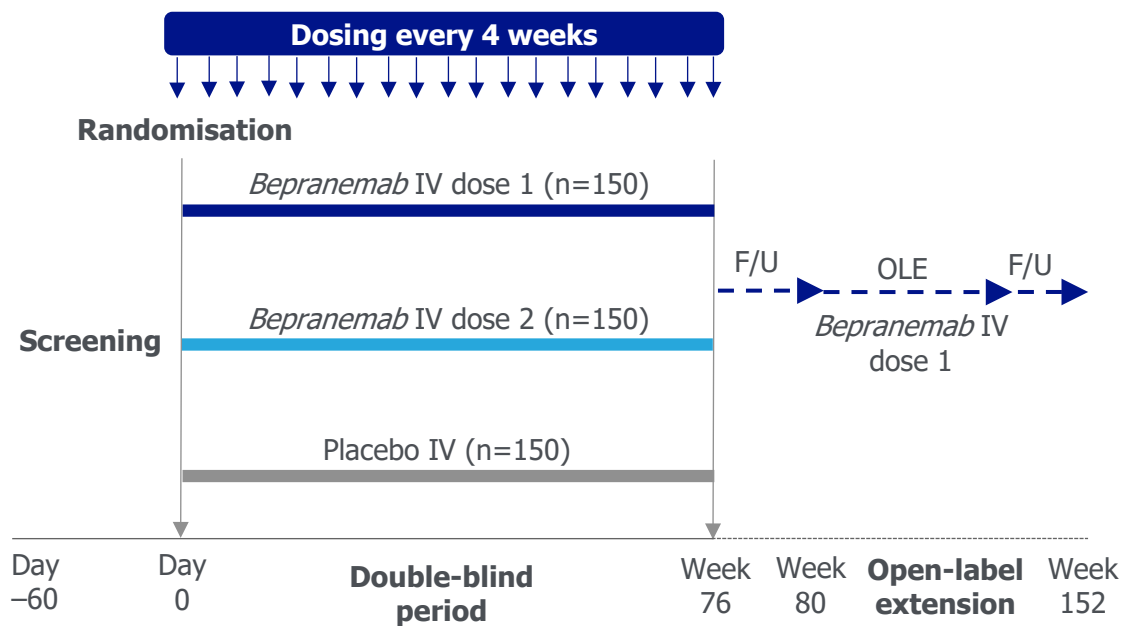 Dosing every 4 weeks
Randomisation
Bepranemab IV dose 1 (n=150)
F/U
OLE
F/U
Bepranemab IV
dose 1
Screening
Bepranemab IV dose 2 (n=150)
Placebo IV (n=150)
Day
–60
Day
0
Double-blind
period
Week
76
Week
80
Open-label
extension
Week
152